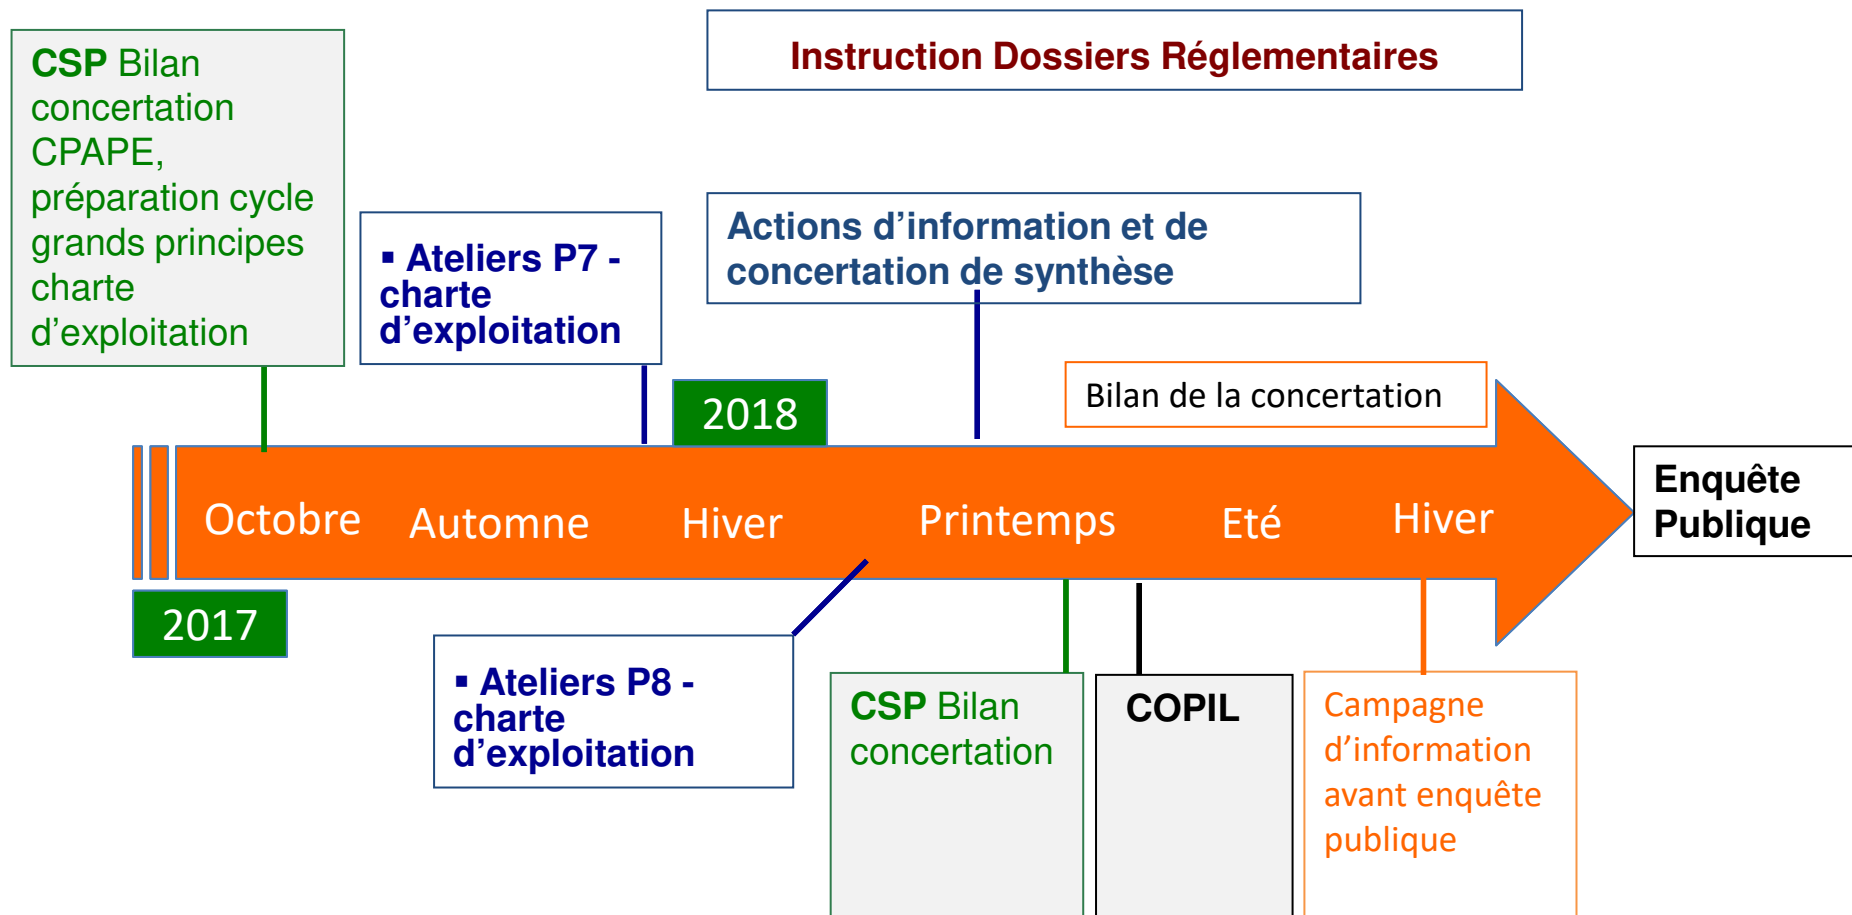 Instruction Dossiers Réglementaires
CSP Bilan
concertation
CPAPE,
préparation cycle
grands principes
charte
d’exploitation
▪ Ateliers P7 -
charte
d’exploitation
Actions d’information et de
concertation de synthèse
Bilan de la concertation
2018
Octobre
Automne
Hiver
Printemps
Eté
Hiver
Enquête
Publique
2017
▪ Ateliers P8 -
charte
d’exploitation
CSP Bilan
concertation
COPIL
Campagne
d’information
avant enquête
publique